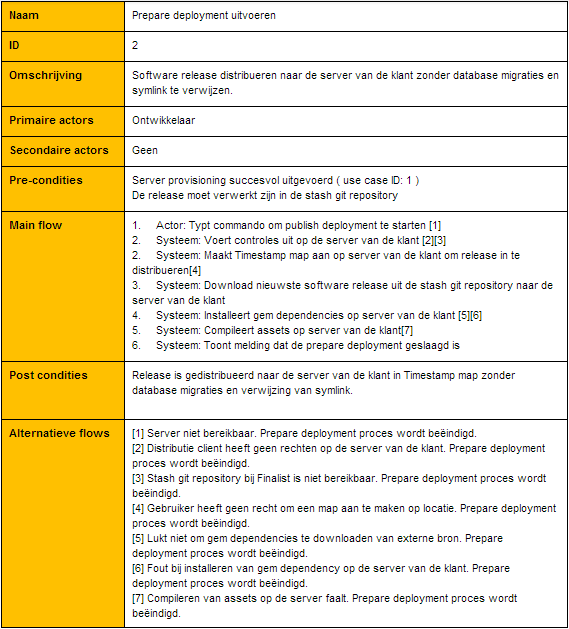 Naam Prepare deployment uitvoeren
ID 2
Omschrijving Software release distribueren naar de server van de klant zonder database migraties en
symlink te verwijzen.
Primaire actors Ontwikkelaar
Secondaire actors Geen
Pre-condities Server provisioning succesvol uitgevoerd ( use case ID: 1 )
De release moet verwerkt zijn in de stash git repository
Main flow 1. Actor: Typt commando om publish deployment te starten [1]
2. Systeem: Voert controles uit op de server van de klant [2][3]
2. Systeem: Maakt Timestamp map aan op server van de klant om release in te
distribueren[4]
3. Systeem: Download nieuwste software release uit de stash git repository naar de
server van de klant
4. Systeem: Installeert gem dependencies op server van de klant [5][6]
5. Systeem: Compileert assets op server van de klant[7]
6. Systeem: Toont melding dat de prepare deployment geslaagd is
Post condities Release is gedistribueerd naar de server van de klant in Timestamp map zonder
database migraties en verwijzing van symlink.
Alternatieve flows [1] Server niet bereikbaar. Prepare deployment proces wordt beëindigd.
[2] Distributie client heeft geen rechten op de server van de klant. Prepare deployment
proces wordt beëindigd.
[3] Stash git repository bij Finalist is niet bereikbaar. Prepare deployment proces wordt
beëindigd.
[4] Gebruiker heeft geen recht om een map aan te maken op locatie. Prepare deployment
proces wordt beëindigd.
[5] Lukt niet om gem dependencies te downloaden van externe bron. Prepare
deployment proces wordt beëindigd.
[6] Fout bij installeren van gem dependency op de server van de klant. Prepare
deployment proces wordt beëindigd.
[7] Compileren van assets op de server faalt. Prepare deployment proces wordt
beëindigd.